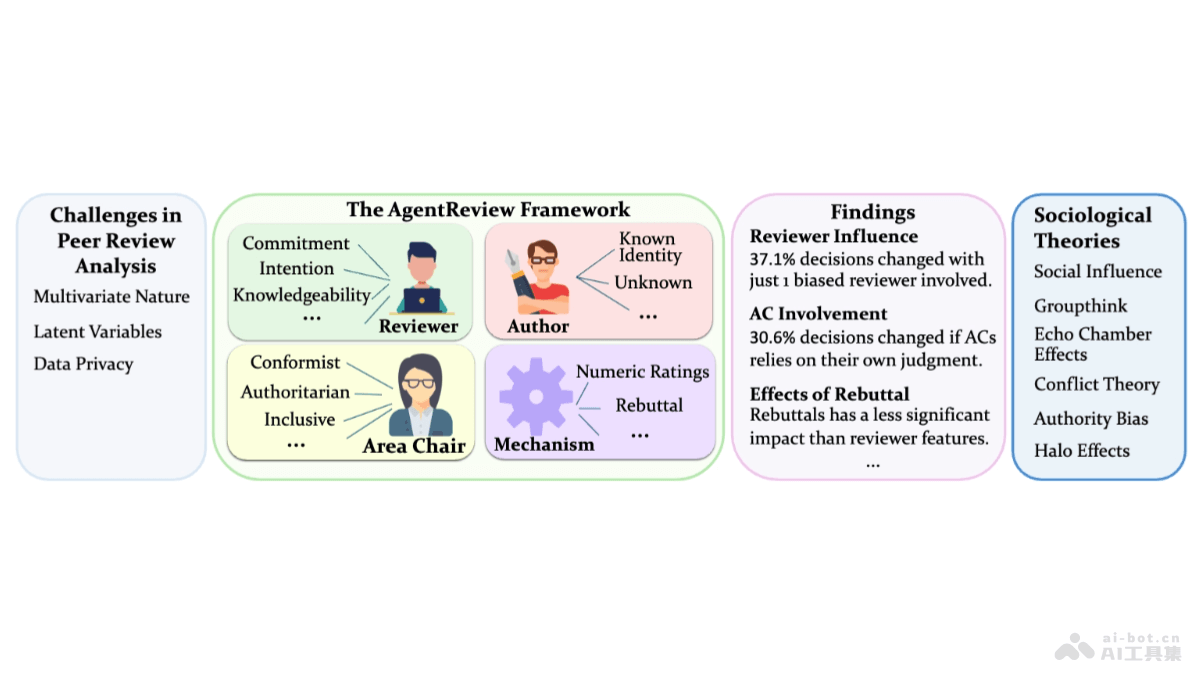 Challenges in
Peer Review
Analysis
Multivariate Nature
Latent Variables
Data Privacy
The AgentReview Framework
Commitment
Intention
Knowledgeability
...
Reviewer
Known
Identity
Unknown
...
Author
Conformist
Authoritarian
Inclusive
...
Area Chair
Numeric Ratings
Rebuttal
...
Mechanism
Findings
Reviewer Influence
37.1% decisions changed with
just 1 biased reviewer involved.
AC Involvement
30.6% decisions changed if ACs
relies on their own judgment.
Effects of Rebuttal
Rebuttals has a less significant
impact than reviewer features.
...
Sociological
Theories
Social Influence
Groupthink
Echo Chamber
Effects
Conflict Theory
Authority Bias
Halo Effects
ai-bot.cn
AI工具集